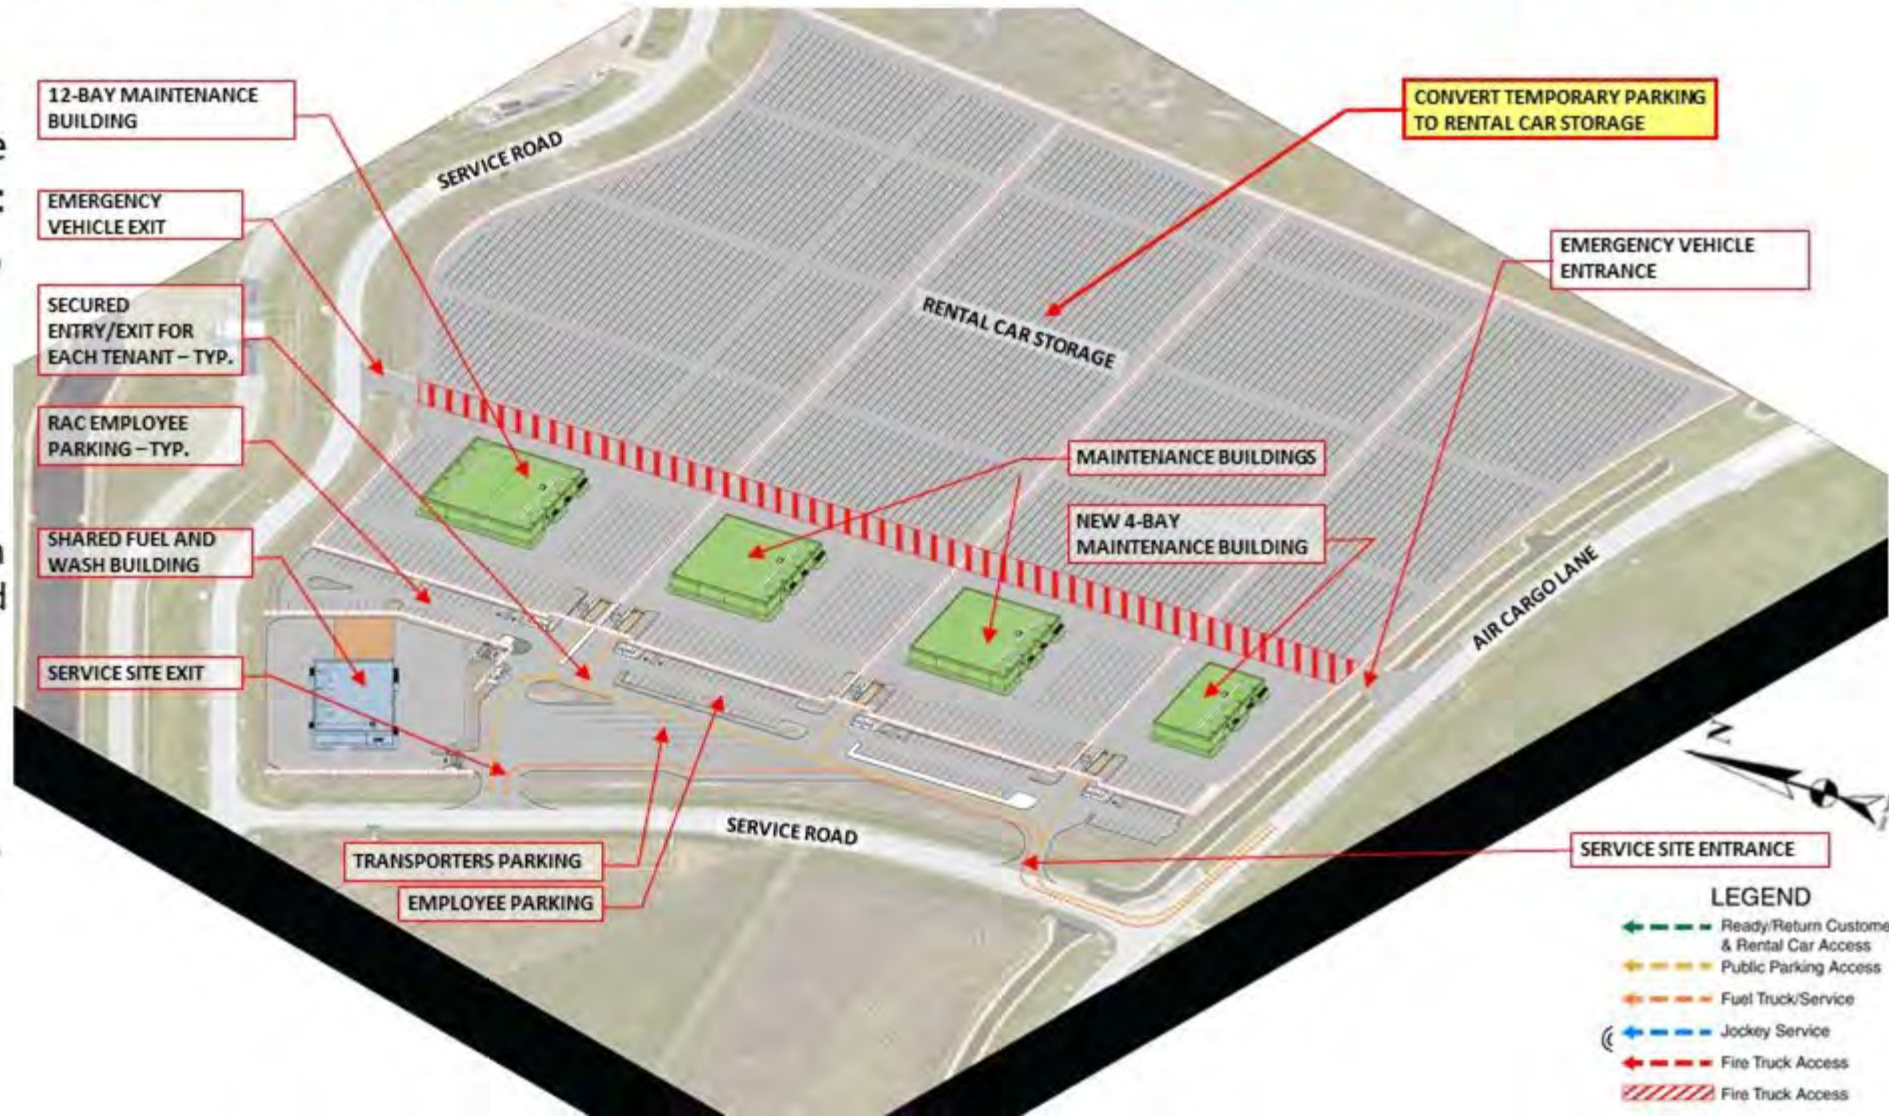 12-BAY MAINTENANCE
BUILDING
EMERGENCY
VEHICLE EXIT
SECURED
ENTRY/EXIT FOR
EACH TENANT – TYP.
RAC EMPLOYEE
PARKING – TYP.
SHARED FUEL AND
WASH BUILDING
SERVICE SITE EXIT
SERVICE ROAD
CONVERT TEMPORARY PARKING
TO RENTAL CAR STORAGE
EMERGENCY VEHICLE
ENTRANCE
RENTAL CAR STORAGE
MAINTENANCE BUILDINGS
NEW 4-BAY
MAINTENANCE BUILDING
AIR CARGO LANE
N
SERVICE ROAD
TRANSPORTERS PARKING
EMPLOYEE PARKING
SERVICE SITE ENTRANCE
LEGEND
Ready/Return Custome
& Rental Car Access
Public Parking Access
Fuel Truck/Service
Jockey Service
Fire Truck Access
Fire Truck Access